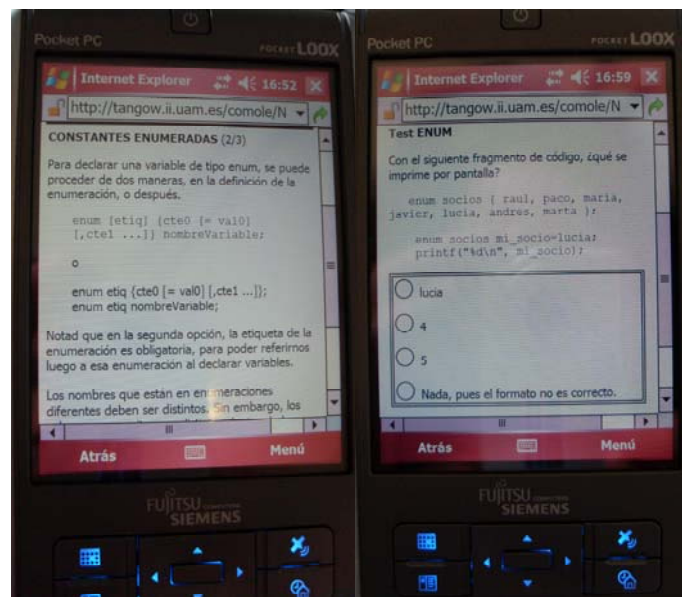 Pocket PC
POCKET LOOX
Internet Explorer 16:52
http://tangow.ii.uam.es/comole/N
CONSTANTES ENUMERADAS (2/3)
Para declarar una variable de tipo enum, se puede
proceder de dos maneras, en la definición de la
enumeración, o después.
enum [etiq] {cte0 [= val0]
[,cte1 ...]} nombreVariable;
o
enum etiq {cte0 [= val0] [,cte1 ...]};
enum etiq nombreVariable;
Notad que en la segunda opción, la etiqueta de la
enumeración es obligatoria, para poder referirnos
luego a esa enumeración al declarar variables.
Los nombres que están en enumeraciones
diferentes deben ser distintos. Sin embargo, los
Atrás Menú
FUJITSU COMPUTERS
SIEMENS
Pocket PC
POCKET LOOX
Internet Explorer 16:59
http://tangow.ii.uam.es/comole/N
Test ENUM
Con el siguiente fragmento de código, ¿qué se
imprime por pantalla?
enum socios { raul, paco, maria,
javier, lucia, andres, marta };
enum socios mi_socio=lucia;
printf("%d\n", mi_socio);
lucia
4
5
Nada, pues el formato no es correcto.
Atrás Menú
FUJITSU COMPUTERS
SIEMENS